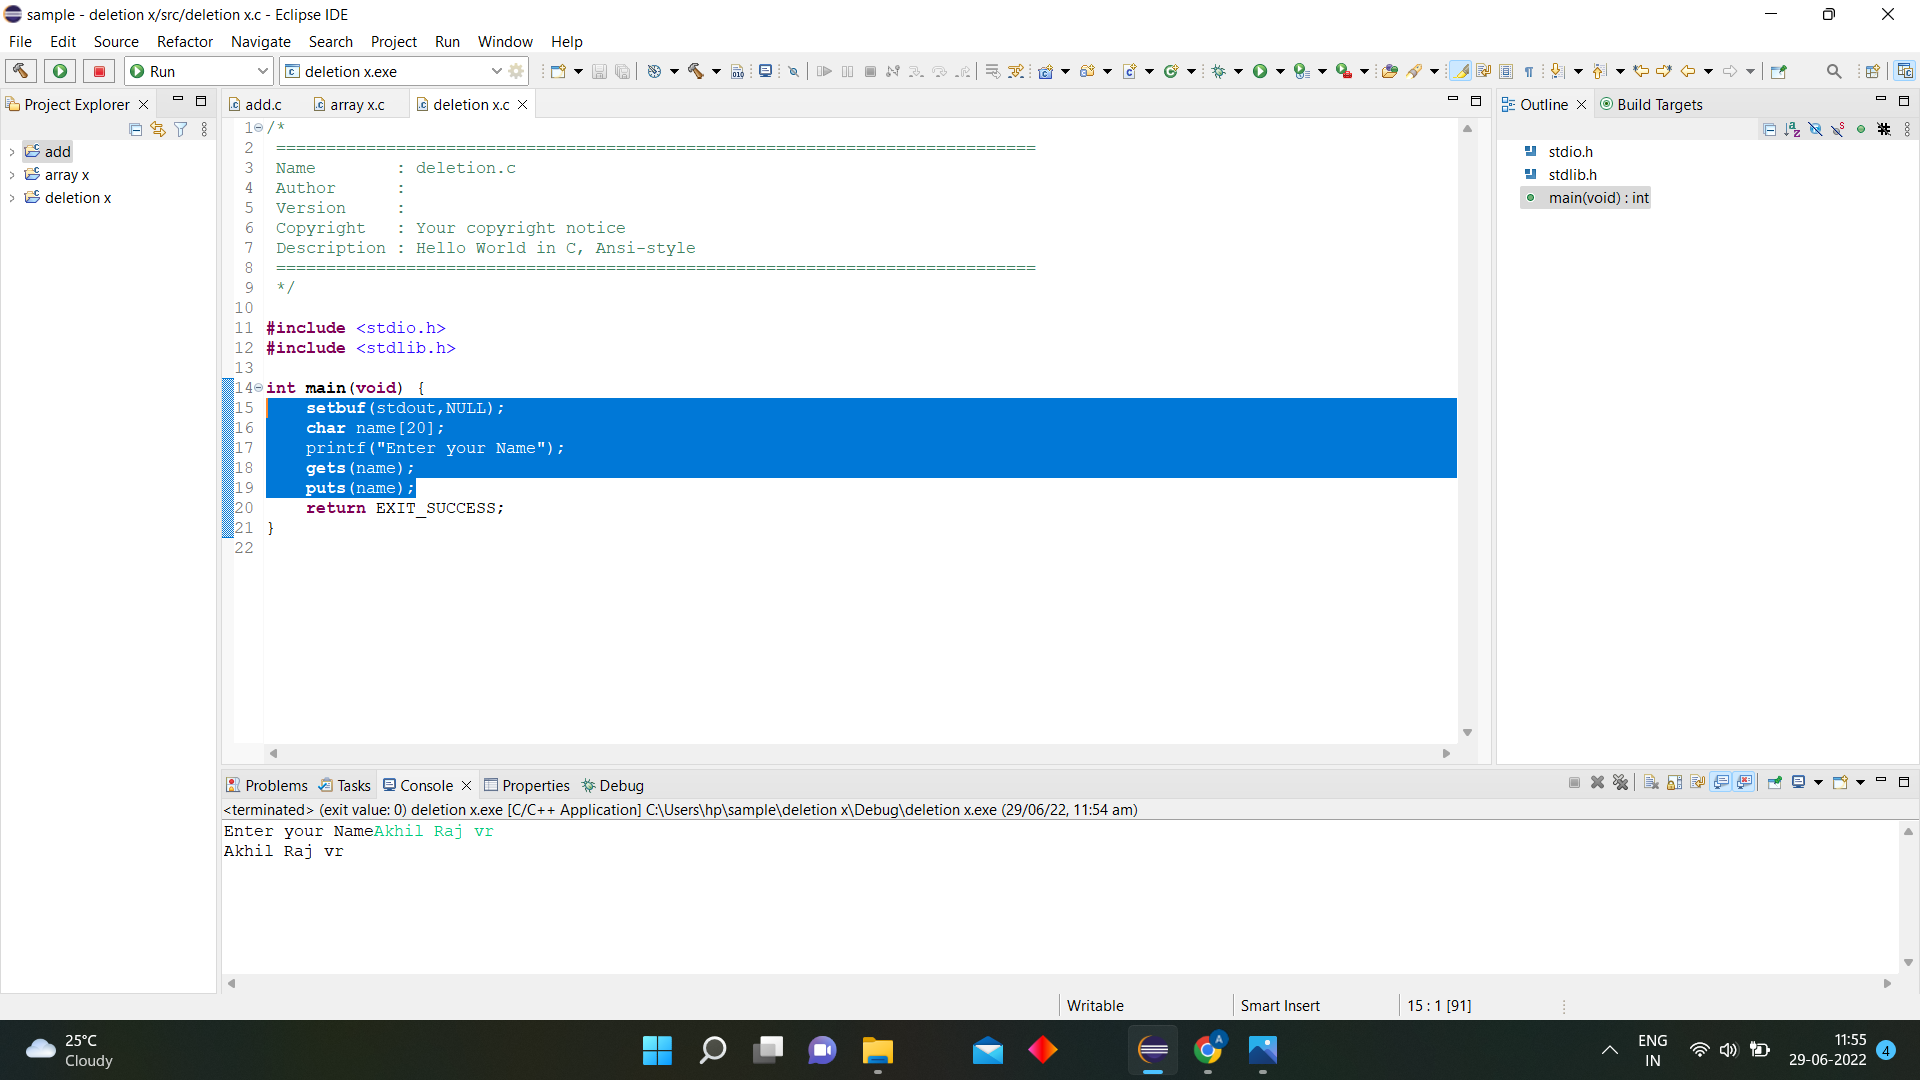 sample - deletion x/src/deletion x.c - Eclipse IDE
File Edit Source Refactor Navigate Search Project Run Window Help
Run deletion x.exe
Project Explorer
add
array x
deletion x
add.c array x.c deletion x.c
1 /*
2 ============================================================================
3 Name : deletion.c
4 Author :
5 Version :
6 Copyright : Your copyright notice
7 Description : Hello World in C, Ansi-style
8 ============================================================================
9 */
10
11 #include <stdio.h>
12 #include <stdlib.h>
13
14 int main(void) {
15 setbuf(stdout,NULL);
16 char name[20];
17 printf("Enter your Name");
18 gets(name);
19 puts(name);
20 return EXIT_SUCCESS;
21 }
22
Outline Build Targets
stdio.h
stdlib.h
main(void) : int
Problems Tasks Console Properties Debug
<terminated> (exit value: 0) deletion x.exe [C/C++ Application] C:\Users\hp\sample\deletion x\Debug\deletion x.exe (29/06/22, 11:54 am)
Enter your NameAkhil Raj vr
Akhil Raj vr
Writable Smart Insert 15 : 1 [91]
25°C
Cloudy
A
ENG
IN
11:55
29-06-2022
4